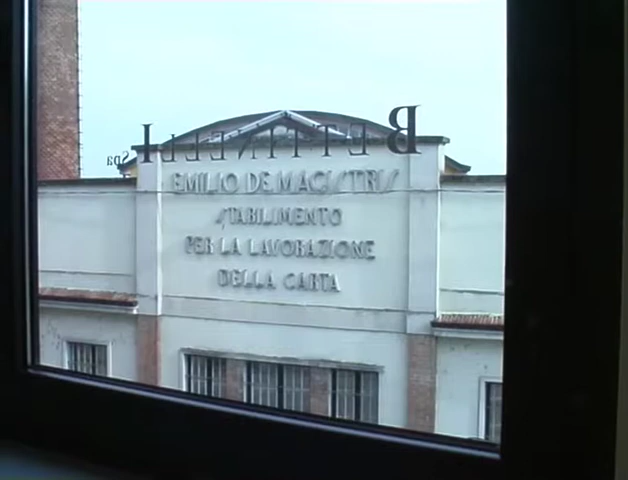 BETTINELLI Spa
EMILIO DE MAGISTRIS
STABILIMENTO
PER LA LAVORAZIONE
DELLA CARTA